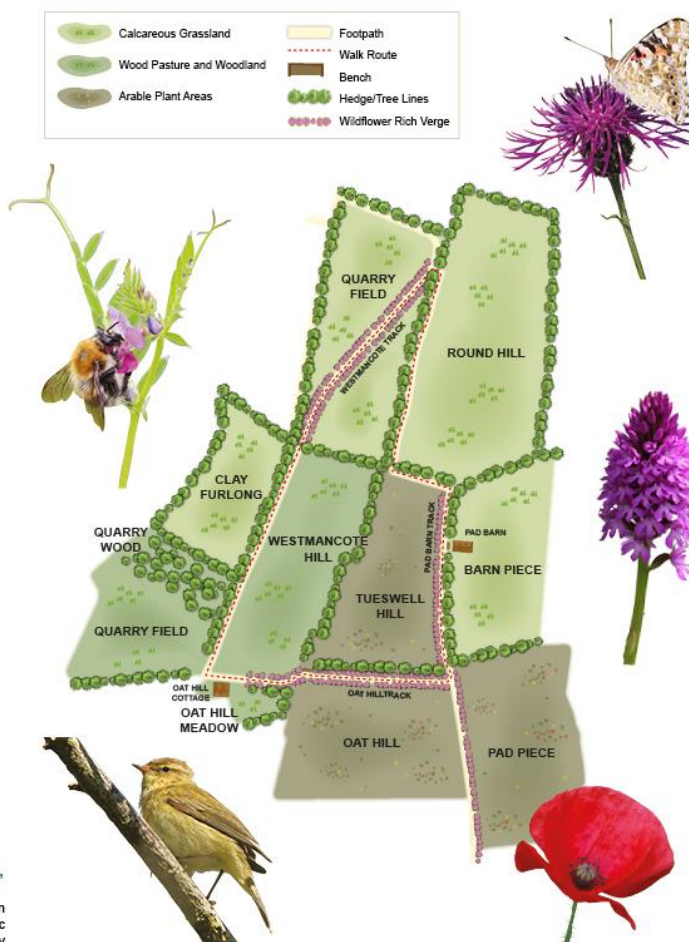 Calcareous Grassland
Wood Pasture and Woodland
Arable Plant Areas
Footpath
Walk Route
Bench
Hedge/Tree Lines
Wildflower Rich Verge
QUARRY
FIELD
WESTMANCOTE TRACK
ROUND HILL
CLAY
FURLONG
QUARRY
WOOD
WESTMANCOTE
HILL
PAD BARN TRACK
PAD BARN
BARN PIECE
TUESWELL
HILL
QUARRY FIELD
OAT HILL
COTTAGE
OAT HILL
MEADOW
OAY HILLTRACK
OAT HILL
PAD PIECE